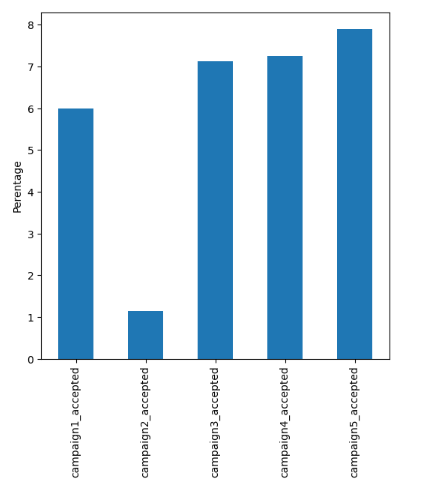 8
7
6
5
4
3
2
1
0
Perentage
campaign1_accepted
campaign2_accepted
campaign3_accepted
campaign4_accepted
campaign5_accepted